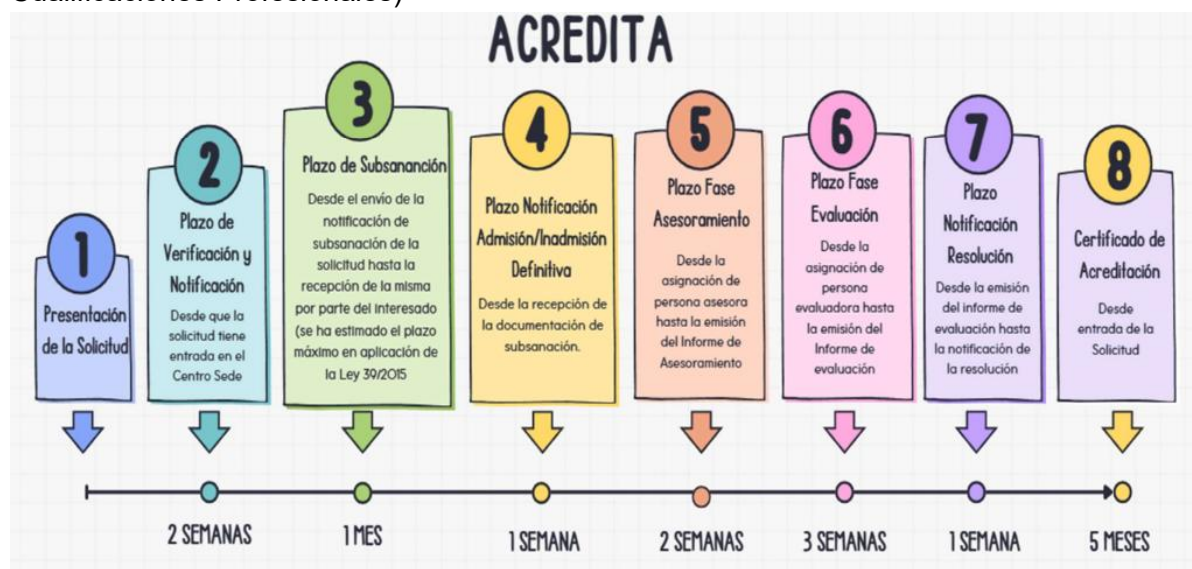 Cualificaciones Profesionales)
ACREDITA
1
Presentación
de la Solicitud
2
Plazo de
Verificación y
Notificación
Desde que la
solicitud tiene
entrada en el
Centro Sede
3
Plazo de Subsananción
Desde el envío de la
notificación de
subsanación de la
solicitud hasta la
recepción de la misma
por parte del interesado
(se ha estimado el plazo
máximo en aplicación de
la Ley 39/2015
4
Plazo Notificación
Admisión/Inadmisión
Definitiva
Desde la recepción de
la documentación de
subsanación.
5
Plazo Fase
Asesoramiento
Desde la
asignación de
persona asesora
hasta la emisión
del Informe de
Asesoramiento
6
Plazo Fase
Evaluación
Desde la
asignación de
persona
evaluadora hasta
la emisión del
Informe de
evaluación
7
Plazo
Notificación
Resolución
Desde la emisión
del informe de
evaluación hasta
la notificación de
la resolución
8
Certificado de
Acreditación
Desde
entrada de la
Solicitud
2 SEMANAS
1 MES
1 SEMANA
2 SEMANAS
3 SEMANAS
1 SEMANA
5 MESES